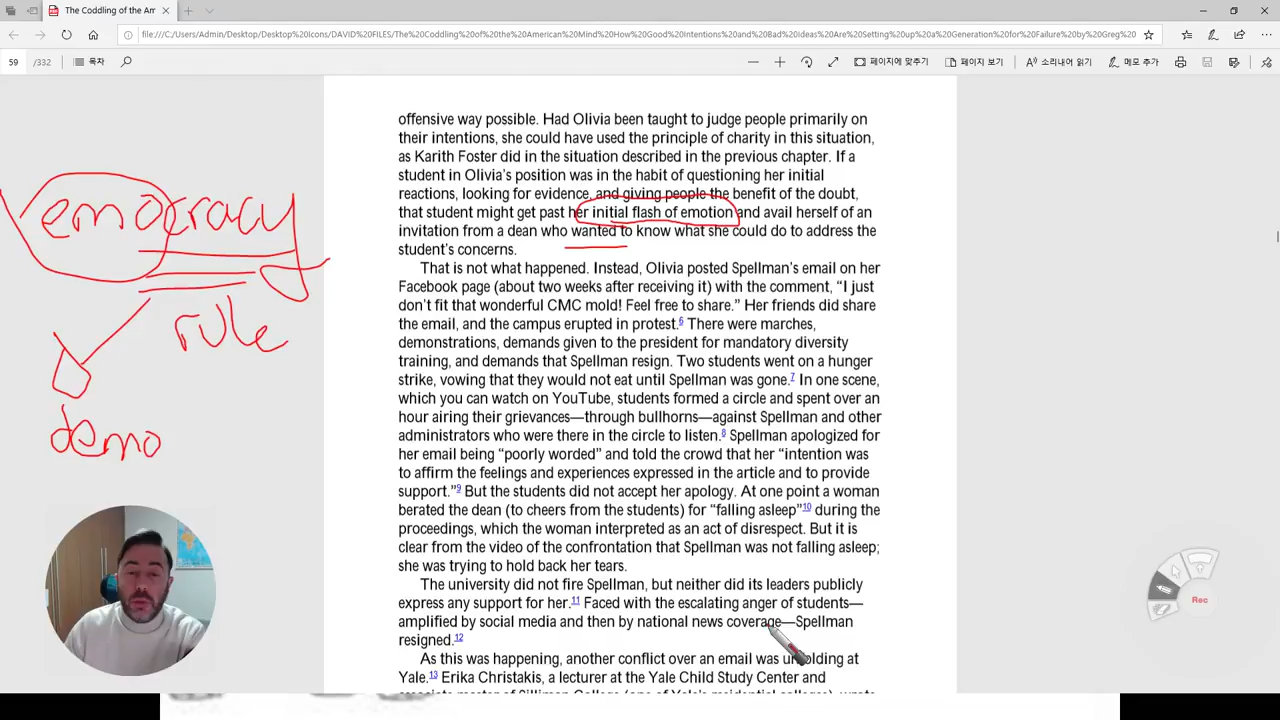 The Coddling of the Am
file:///C:/Users/Admin/Desktop/Desktop%20Icons/DAVID%20FILES/The%20Coddling%20of%20the%20American%20Mind%20How%20Good%20Intentions%20and%20Bad%20Ideas%20Are%20Setting%20up%20a%20Generation%20for%20Failure%20by%20Greg%20
59 /332 목차 페이지에 맞추기 페이지 보기 소리내어 읽기 메모 추가
offensive way possible. Had Olivia been taught to judge people primarily on
their intentions, she could have used the principle of charity in this situation,
as Karith Foster did in the situation described in the previous chapter. If a
student in Olivia's position was in the habit of questioning her initial
reactions, looking for evidence, and giving people the benefit of the doubt,
that student might get past her initial flash of emotion and avail herself of an
invitation from a dean who wanted to know what she could do to address the
student's concerns.
That is not what happened. Instead, Olivia posted Spellman's email on her
Facebook page (about two weeks after receiving it) with the comment, "I just
don't fit that wonderful CMC mold! Feel free to share." Her friends did share
the email, and the campus erupted in protest.6 There were marches,
demonstrations, demands given to the president for mandatory diversity
training, and demands that Spellman resign. Two students went on a hunger
strike, vowing that they would not eat until Spellman was gone.7 In one scene,
which you can watch on YouTube, students formed a circle and spent over an
hour airing their grievances—through bullhorns—against Spellman and other
administrators who were there in the circle to listen.8 Spellman apologized for
her email being "poorly worded" and told the crowd that her "intention was
to affirm the feelings and experiences expressed in the article and to provide
support."9 But the students did not accept her apology. At one point a woman
berated the dean (to cheers from the students) for "falling asleep"10 during the
proceedings, which the woman interpreted as an act of disrespect. But it is
clear from the video of the confrontation that Spellman was not falling asleep;
she was trying to hold back her tears.
The university did not fire Spellman, but neither did its leaders publicly
express any support for her.11 Faced with the escalating anger of students—
amplified by social media and then by national news coverage—Spellman
resigned.12
As this was happening, another conflict over an email was unfolding at
Yale.13 Erika Christakis, a lecturer at the Yale Child Study Center and
associate master of Silliman College (one of Yale's residential colleges), wrote
emocracy
rule
demo
Rec